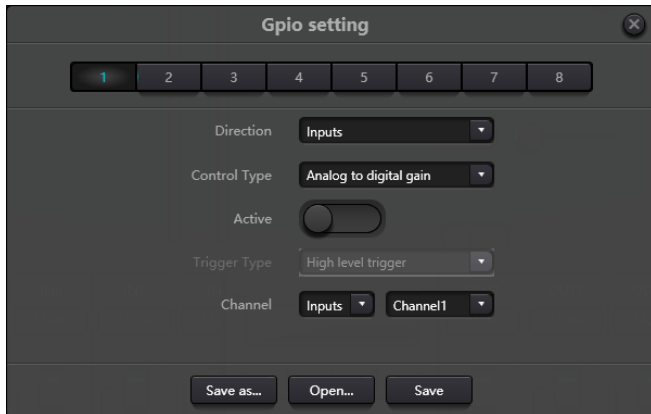 Gpio setting
1 2 3 4 5 6 7 8
Direction Inputs
Control Type Analog to digital gain
Active
Trigger Type High level trigger
Channel Inputs Channel1
Save as... Open... Save